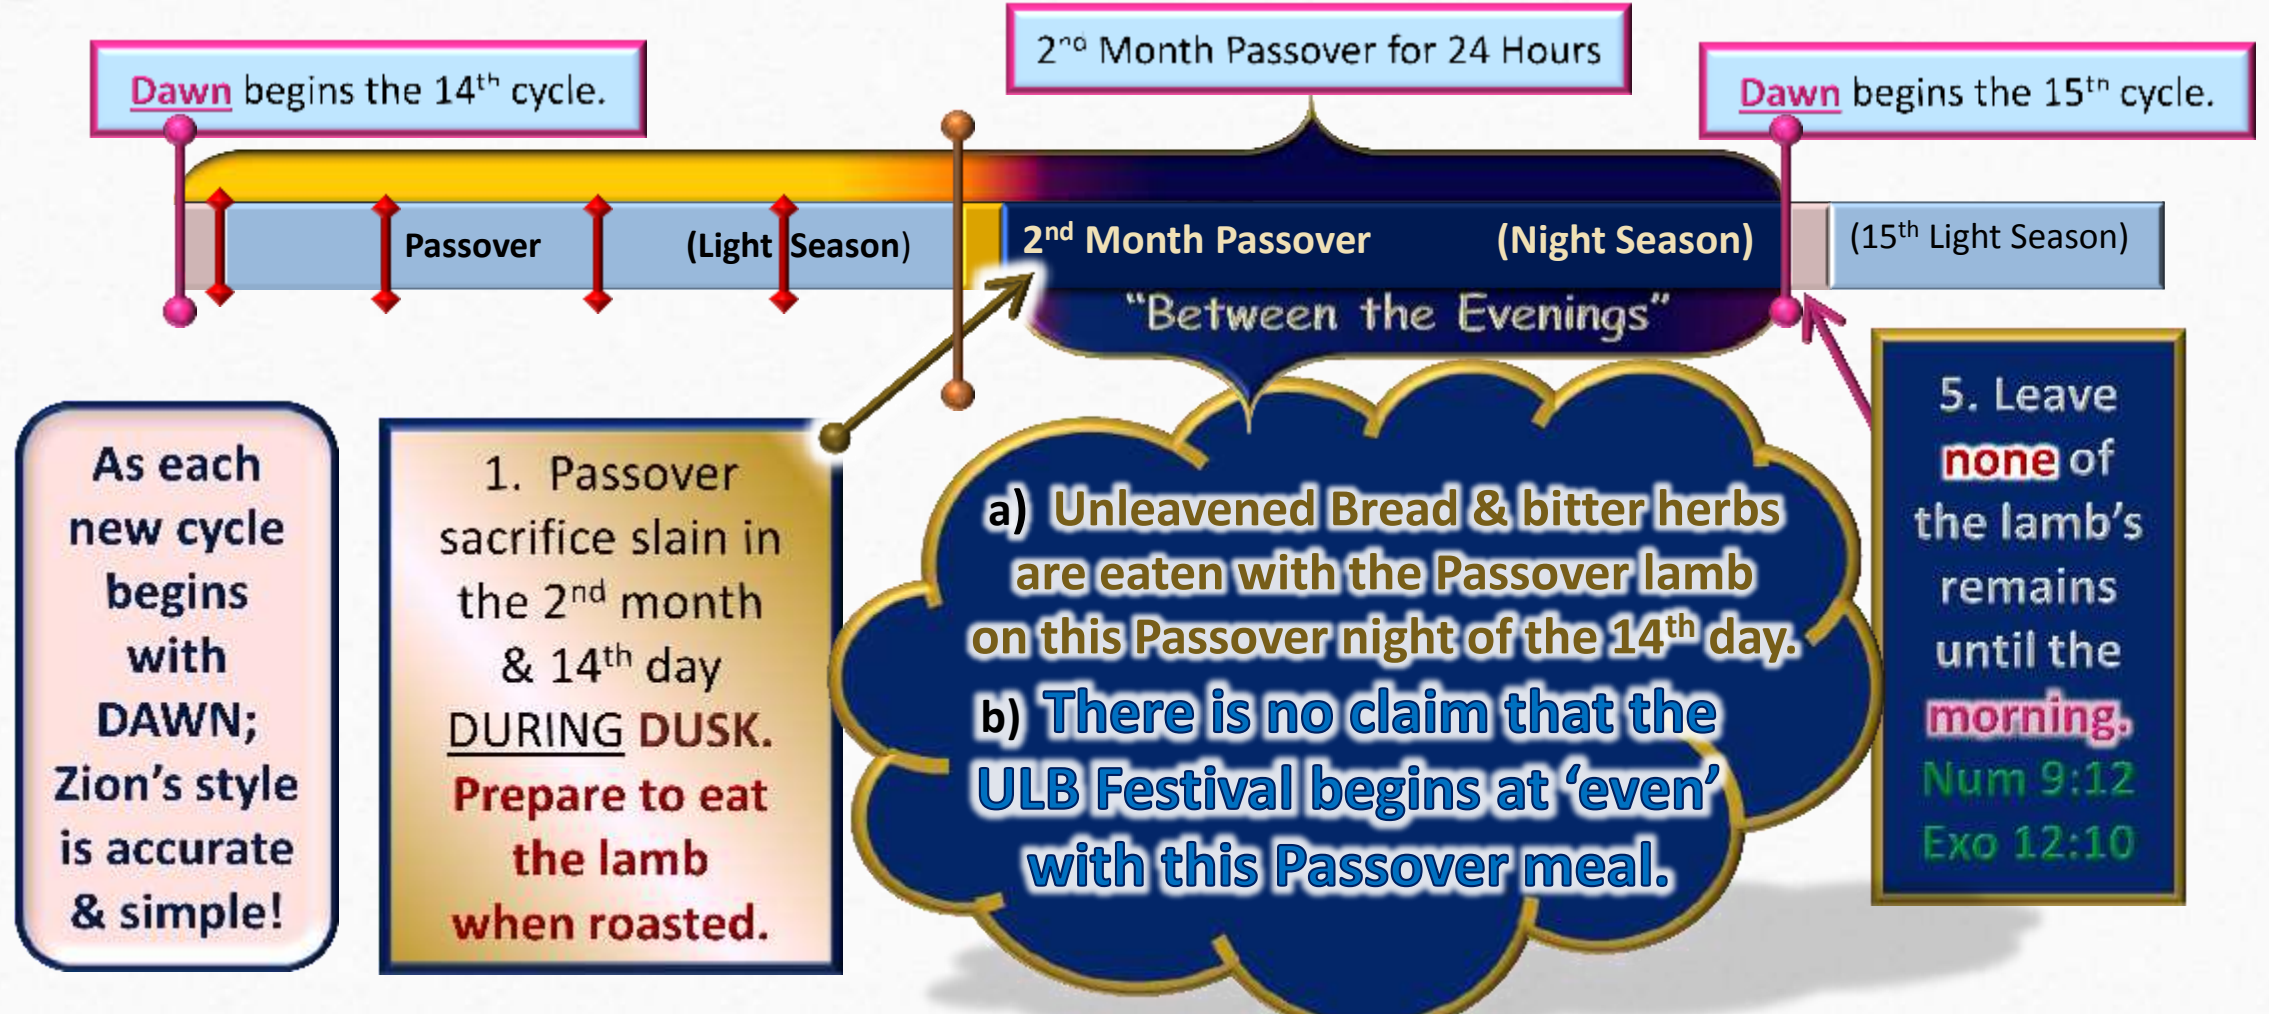 2nd Month Passover for 24 Hours
Dawn begins the 14th cycle.
Dawn begins the 15th cycle.
Passover (Light Season)
2nd Month Passover (Night Season)
(15th Light Season)
“Between the Evenings”
As each
new cycle
begins
with
DAWN;
Zion’s style
is accurate
& simple!
1. Passover
sacrifice slain in
the 2nd month
& 14th day
DURING DUSK.
Prepare to eat
the lamb
when roasted.
a) Unleavened Bread & bitter herbs
are eaten with the Passover lamb
on this Passover night of the 14th day.
b) There is no claim that the
ULB Festival begins at ‘even’
with this Passover meal.
5. Leave
none of
the lamb’s
remains
until the
morning.
Num 9:12
Exo 12:10